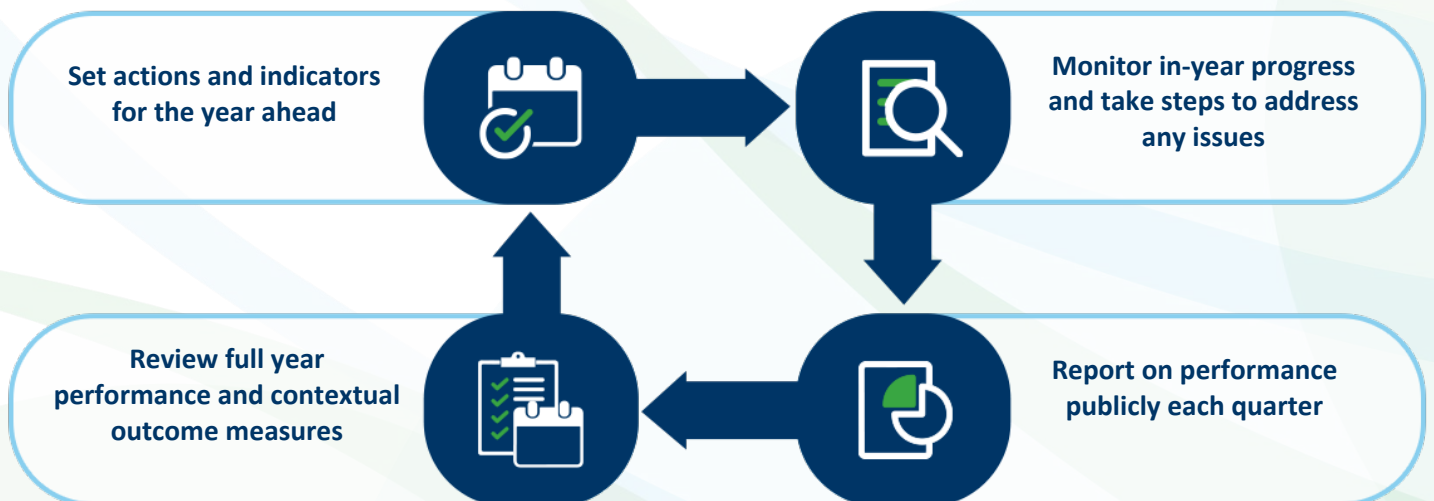 Set actions and indicators
for the year ahead
Monitor in-year progress
and take steps to address
any issues
Review full year
performance and contextual
outcome measures
Report on performance
publicly each quarter